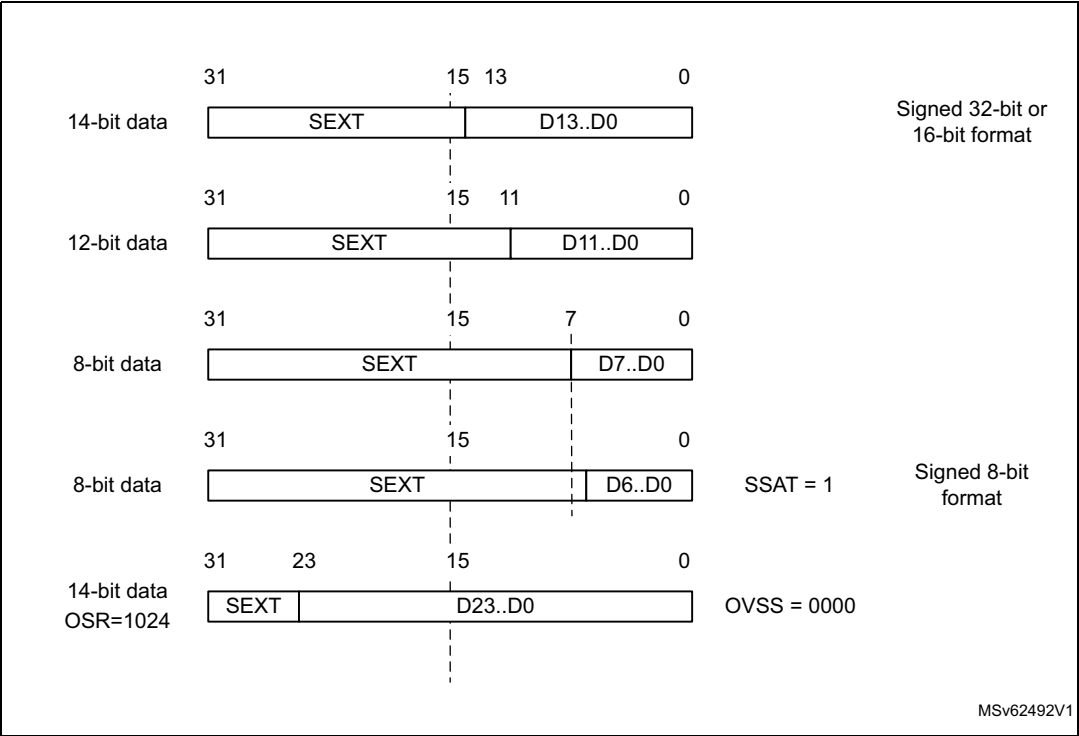 31 15 13 0
14-bit data SEXT D13..D0 Signed 32-bit or
16-bit format
31 15 11 0
12-bit data SEXT D11..D0
31 15 7 0
8-bit data SEXT D7..D0
31 15 0
8-bit data SEXT D6..D0 SSAT = 1 Signed 8-bit
format
31 23 15 0
14-bit data
OSR=1024 SEXT D23..D0 OVSS = 0000
MSv62492V1